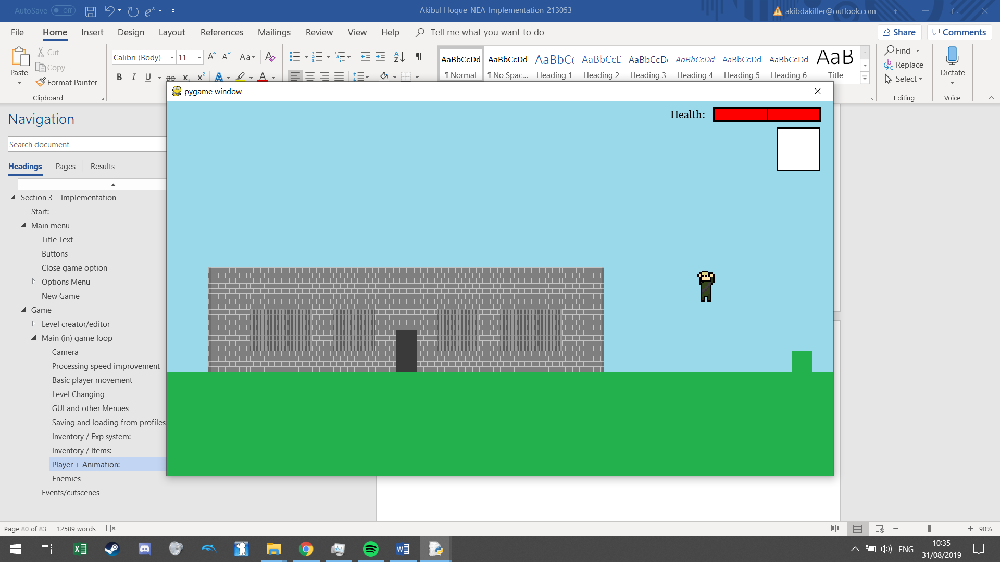 AutoSave Off
Akibul Hoque_NEA_Implementation_213053
akibdakiller@outlook.com
File Home Insert Design Layout References Mailings Review View Help Tell me what you want to do
Share Comments
Paste
Cut
Copy
Format Painter
Clipboard
Calibri (Body) 11
Aa
B I U ab x₂ x² A A
AaBbCcDd
¶ Normal
AaBbCcDd
¶ No Spac...
AaBbCc
Heading 1
AaBbCcD
Heading 2
AaBbCcDd
Heading 3
AaBbCcDd
Heading 4
AaBbCcDd
Heading 5
AaBbCcDd
Heading 6
AaB
Title
Find
Replace
Select
Editing
Dictate
Voice
pygame window
Health:
Navigation
Search document
Headings Pages Results
Section 3 – Implementation
Start:
Main menu
Title Text
Buttons
Close game option
Options Menu
New Game
Game
Level creator/editor
Main (in) game loop
Camera
Processing speed improvement
Basic player movement
Level Changing
GUI and other Menues
Saving and loading from profiles
Inventory / Exp system:
Inventory / Items:
Player + Animation:
Enemies
Events/cutscenes
Page 80 of 83 12589 words
90%
ENG
10:35
31/08/2019